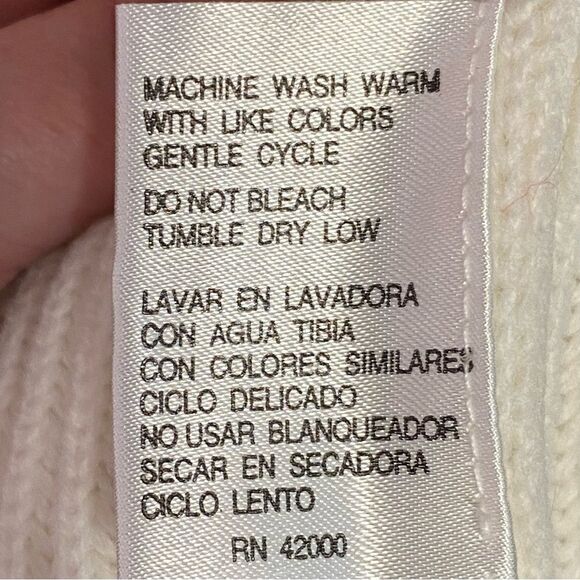 MACHINE WASH WARM
WITH LIKE COLORS
GENTLE CYCLE
DO NOT BLEACH
TUMBLE DRY LOW
LAVAR EN LAVADORA
CON AGUA TIBIA
CON COLORES SIMILARES
CICLO DELICADO
NO USAR BLANQUEADOR
SECAR EN SECADORA
CICLO LENTO
RN 42000